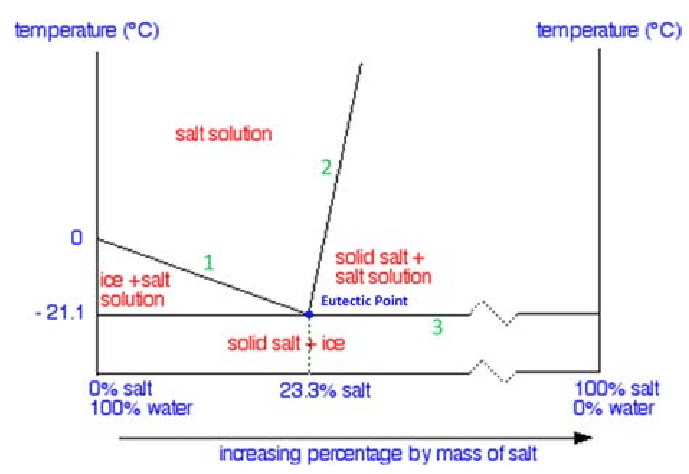 temperature (°C)
temperature (°C)
salt solution
2
0
1
solid salt +
salt solution
ice +salt
solution
Eutectic Point
- 21.1
3
solid salt + ice
0% salt
100% water
23.3% salt
100% salt
0% water
increasing percentage by mass of salt